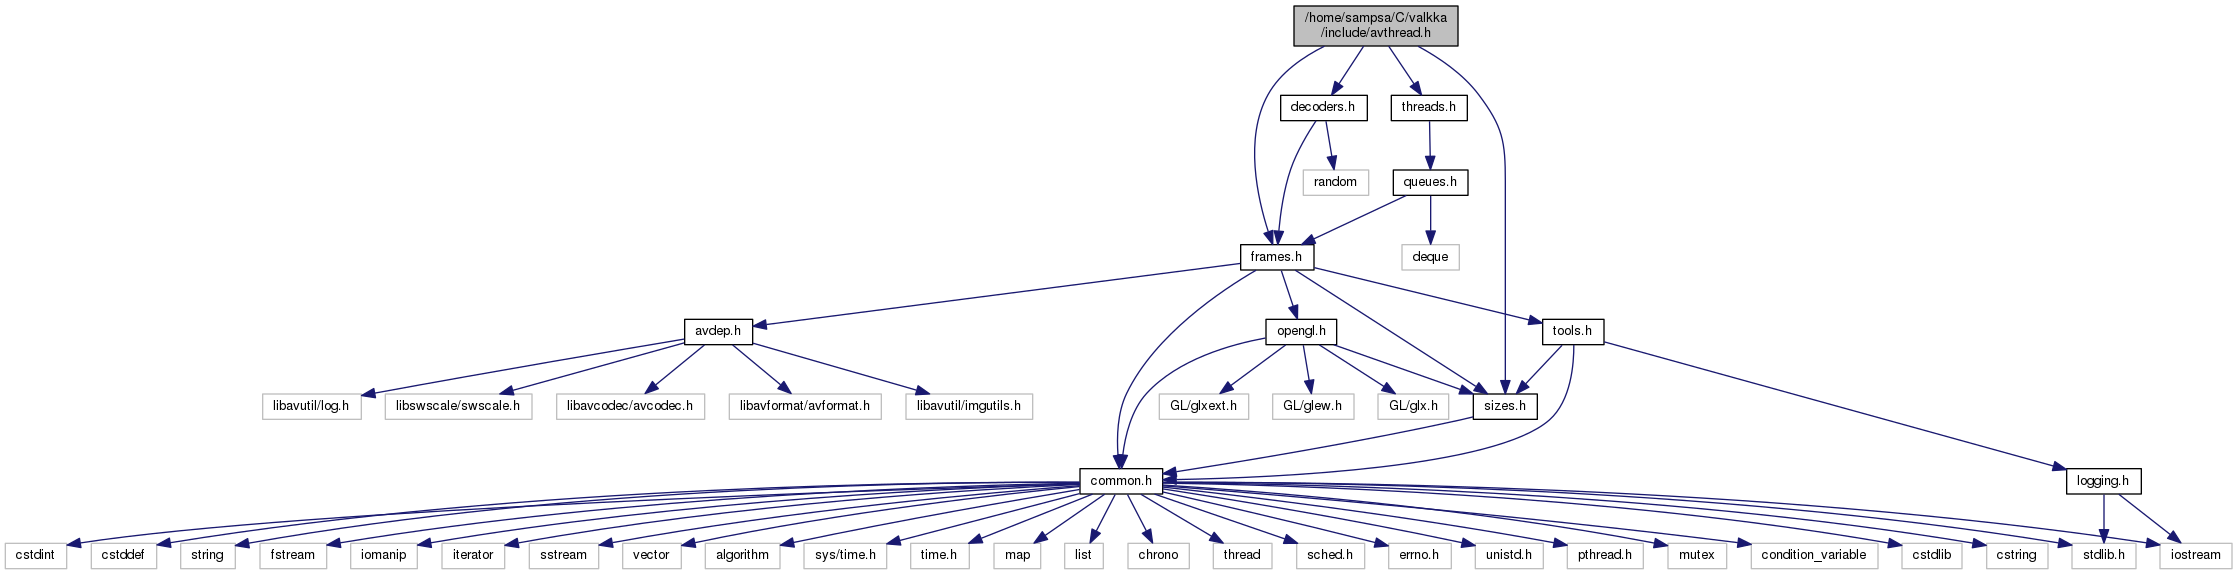 /home/sampsa/C/valkka
/include/avthread.h
decoders.h
threads.h
random
queues.h
frames.h
deque
avdep.h
opengl.h
tools.h
libavutil/log.h
libswscale/swscale.h
libavcodec/avcodec.h
libavformat/avformat.h
libavutil/imgutils.h
GL/glxext.h
GL/glew.h
GL/glx.h
sizes.h
common.h
logging.h
cstdint
cstddef
string
fstream
iomanip
iterator
sstream
vector
algorithm
sys/time.h
time.h
map
list
chrono
thread
sched.h
errno.h
unistd.h
pthread.h
mutex
condition_variable
cstdlib
cstring
stdlib.h
iostream